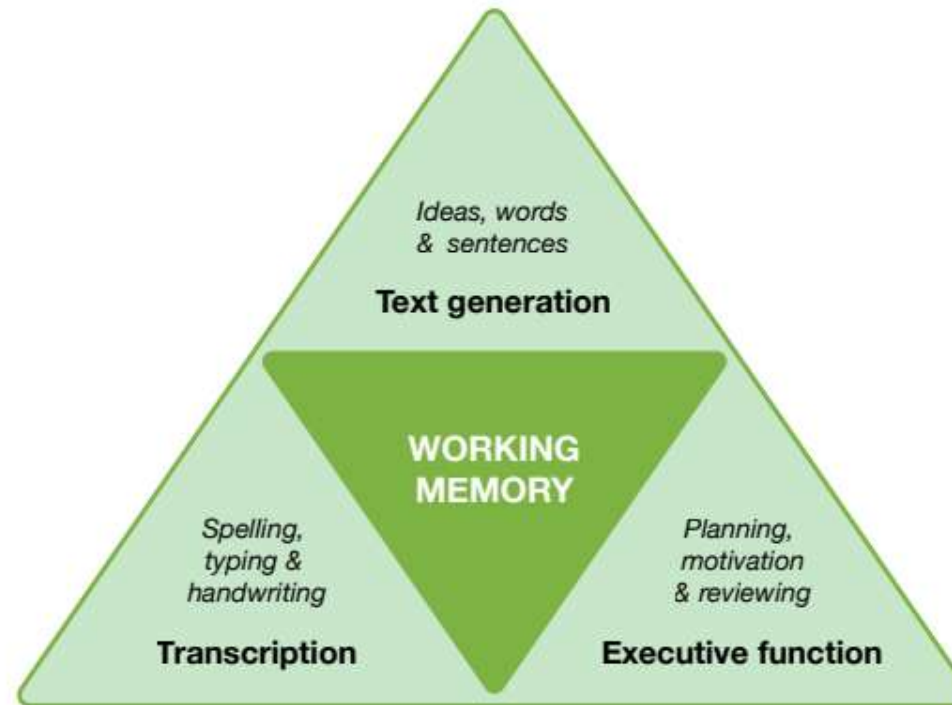 Ideas, words
& sentences
Text generation
WORKING
MEMORY
Spelling,
typing &
handwriting
Transcription
Planning,
motivation
& reviewing
Executive function